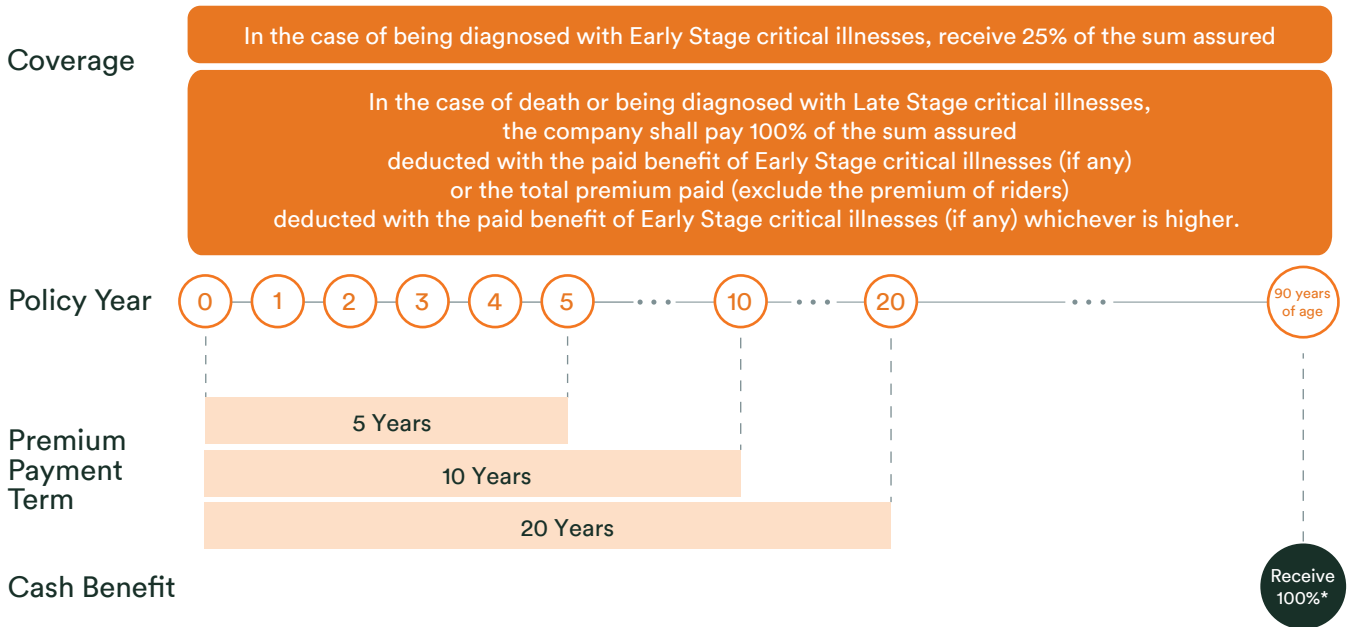 Coverage
In the case of being diagnosed with Early Stage critical illnesses, receive 25% of the sum assured
In the case of death or being diagnosed with Late Stage critical illnesses,
the company shall pay 100% of the sum assured
deducted with the paid benefit of Early Stage critical illnesses (if any)
or the total premium paid (exclude the premium of riders)
deducted with the paid benefit of Early Stage critical illnesses (if any) whichever is higher.
Policy Year
0
1
2
3
4
5
10
20
90 years
of age
Premium
Payment
Term
5 Years
10 Years
20 Years
Cash Benefit
Receive
100%*